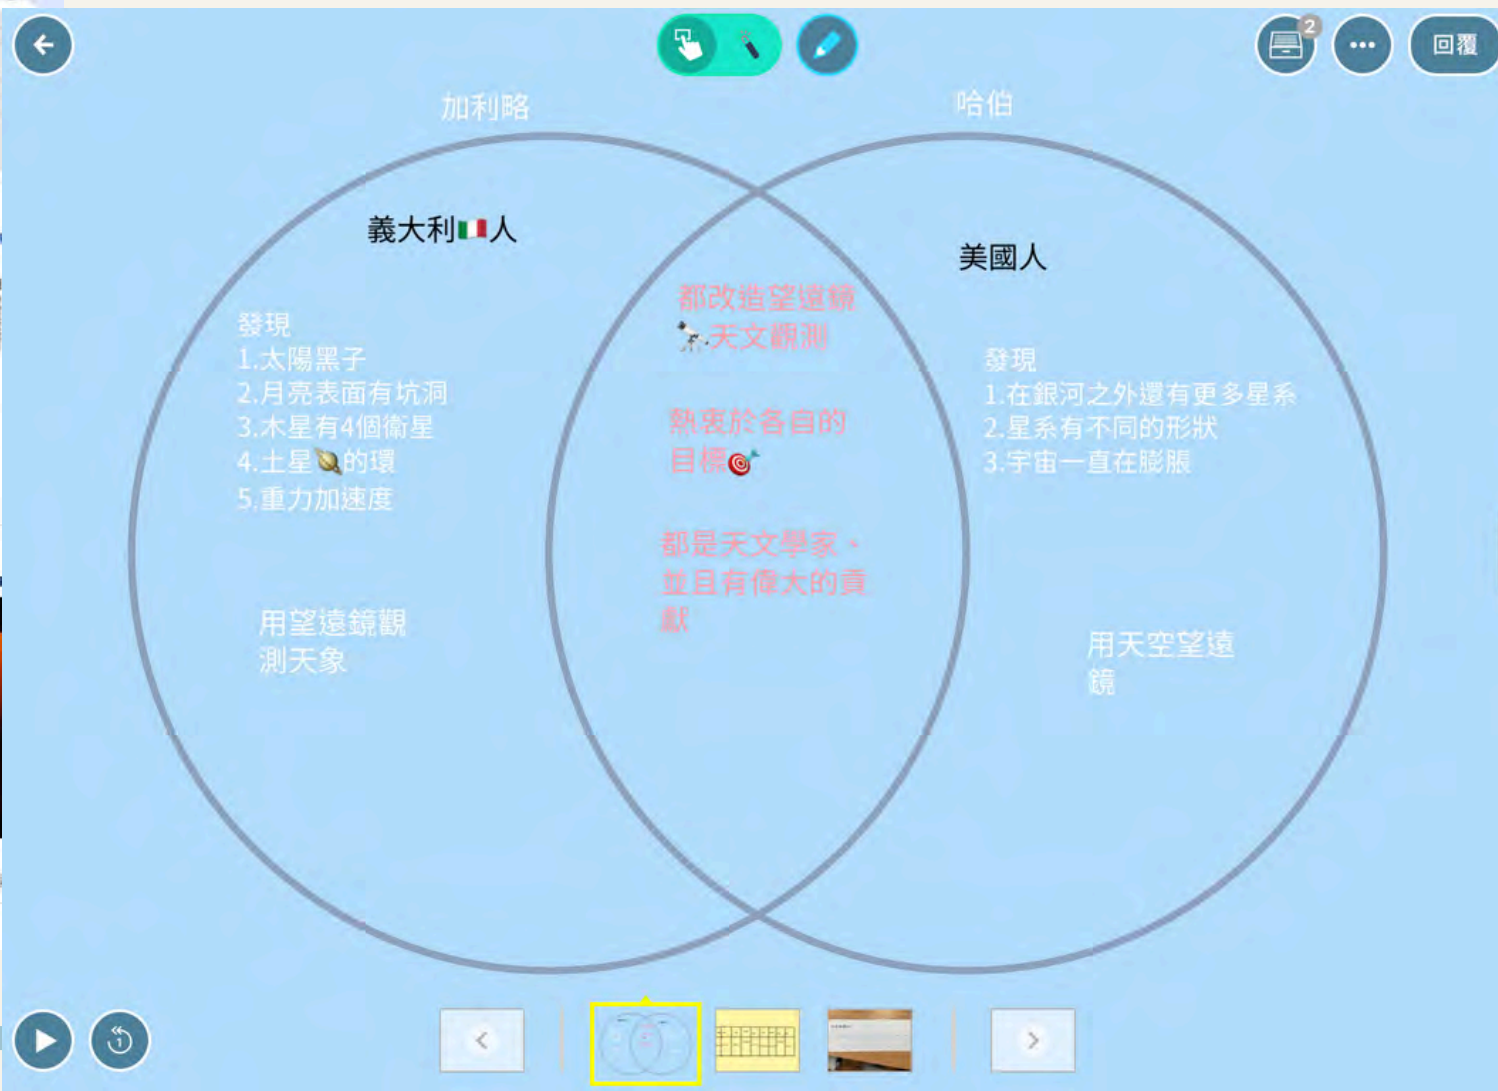 2
回覆
加利略
哈伯
義大利🇮🇹人
美國人
發現
1.太陽黑子
2.月亮表面有坑洞
3.木星有4個衛星
4.土星🪐的環
5.重力加速度
用望遠鏡觀
測天象
都改造望遠鏡
🔭天文觀測
熱衷於各自的
目標🎯
都是天文學家、
並且有偉大的貢
獻
發現
1.在銀河之外還有更多星系
2.星系有不同的形狀
3.宇宙一直在膨脹
用天空望遠
鏡
1